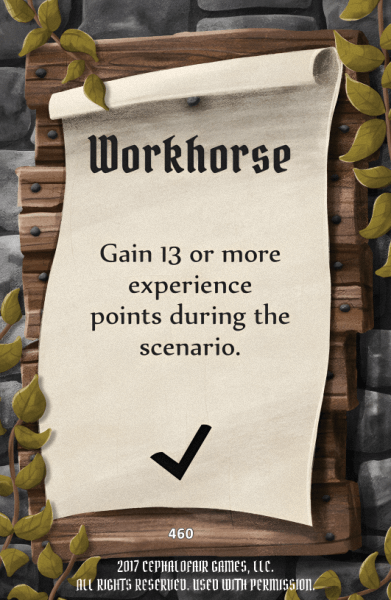 Workhorse
Gain 13 or more
experience
points during the
scenario.
460
2017 CEPHALOFAIR GAMES, LLC.
ALL RIGHTS RESERVED. USED WITH PERMISSION.